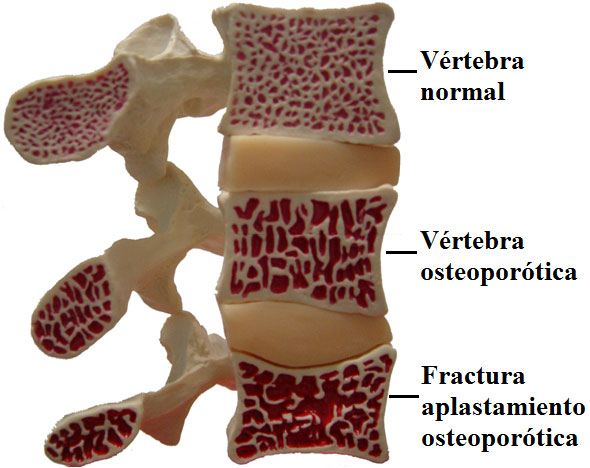 Vértebra
normal
Vértebra
osteoporótica
Fractura
aplastamiento
osteoporótica